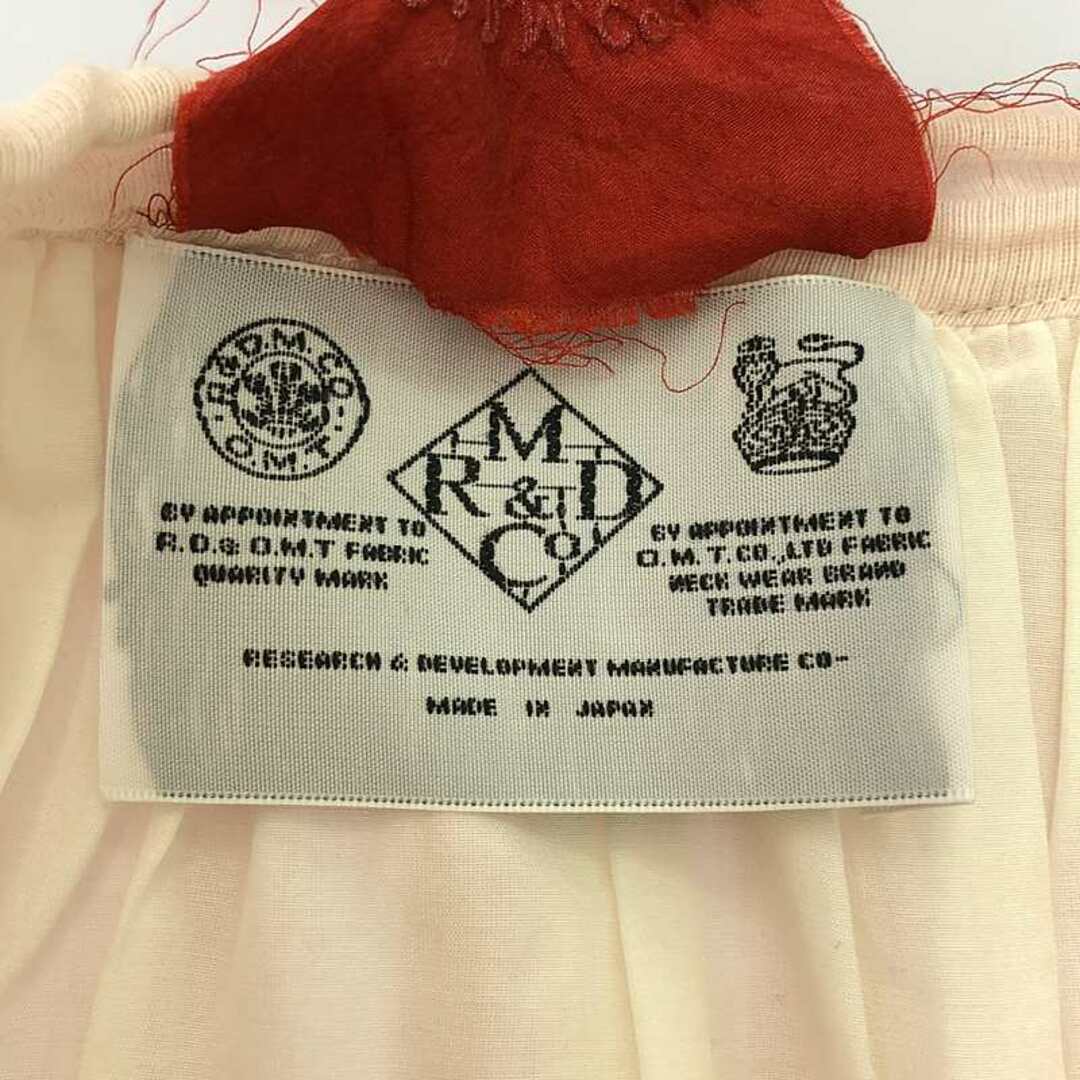 R&D.M.CO
O.M.T
M
R & D
Co
BY APPOINTMENT TO
R.D.& O.M.T FABRIC
QUARITY MARK
BY APPOINTMENT TO
O.M.T.CO.,LTD FABRIC
NECK WEAR BRAND
TRADE MARK
RESEARCH & DEVELOPMENT MANUFACTURE CO-
MADE IN JAPAN